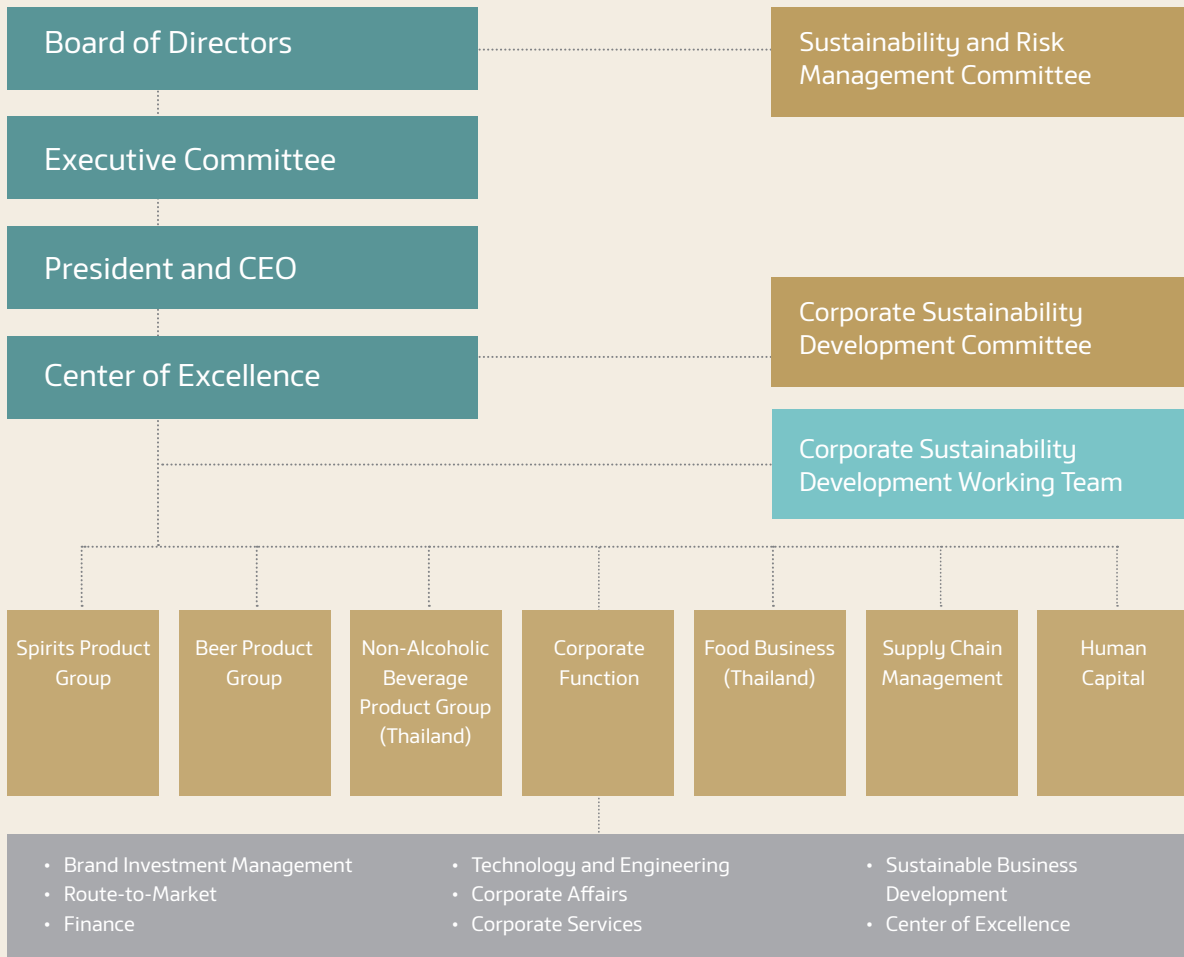 Board of Directors
Sustainability and Risk
Management Committee
Executive Committee
President and CEO
Corporate Sustainability
Development Committee
Center of Excellence
Corporate Sustainability
Development Working Team
Spirits Product
Group
Beer Product
Group
Non-Alcoholic
Beverage
Product Group
(Thailand)
Corporate
Function
Food Business
(Thailand)
Supply Chain
Management
Human
Capital
• Brand Investment Management
• Route-to-Market
• Finance
• Technology and Engineering
• Corporate Affairs
• Corporate Services
• Sustainable Business
Development
• Center of Excellence